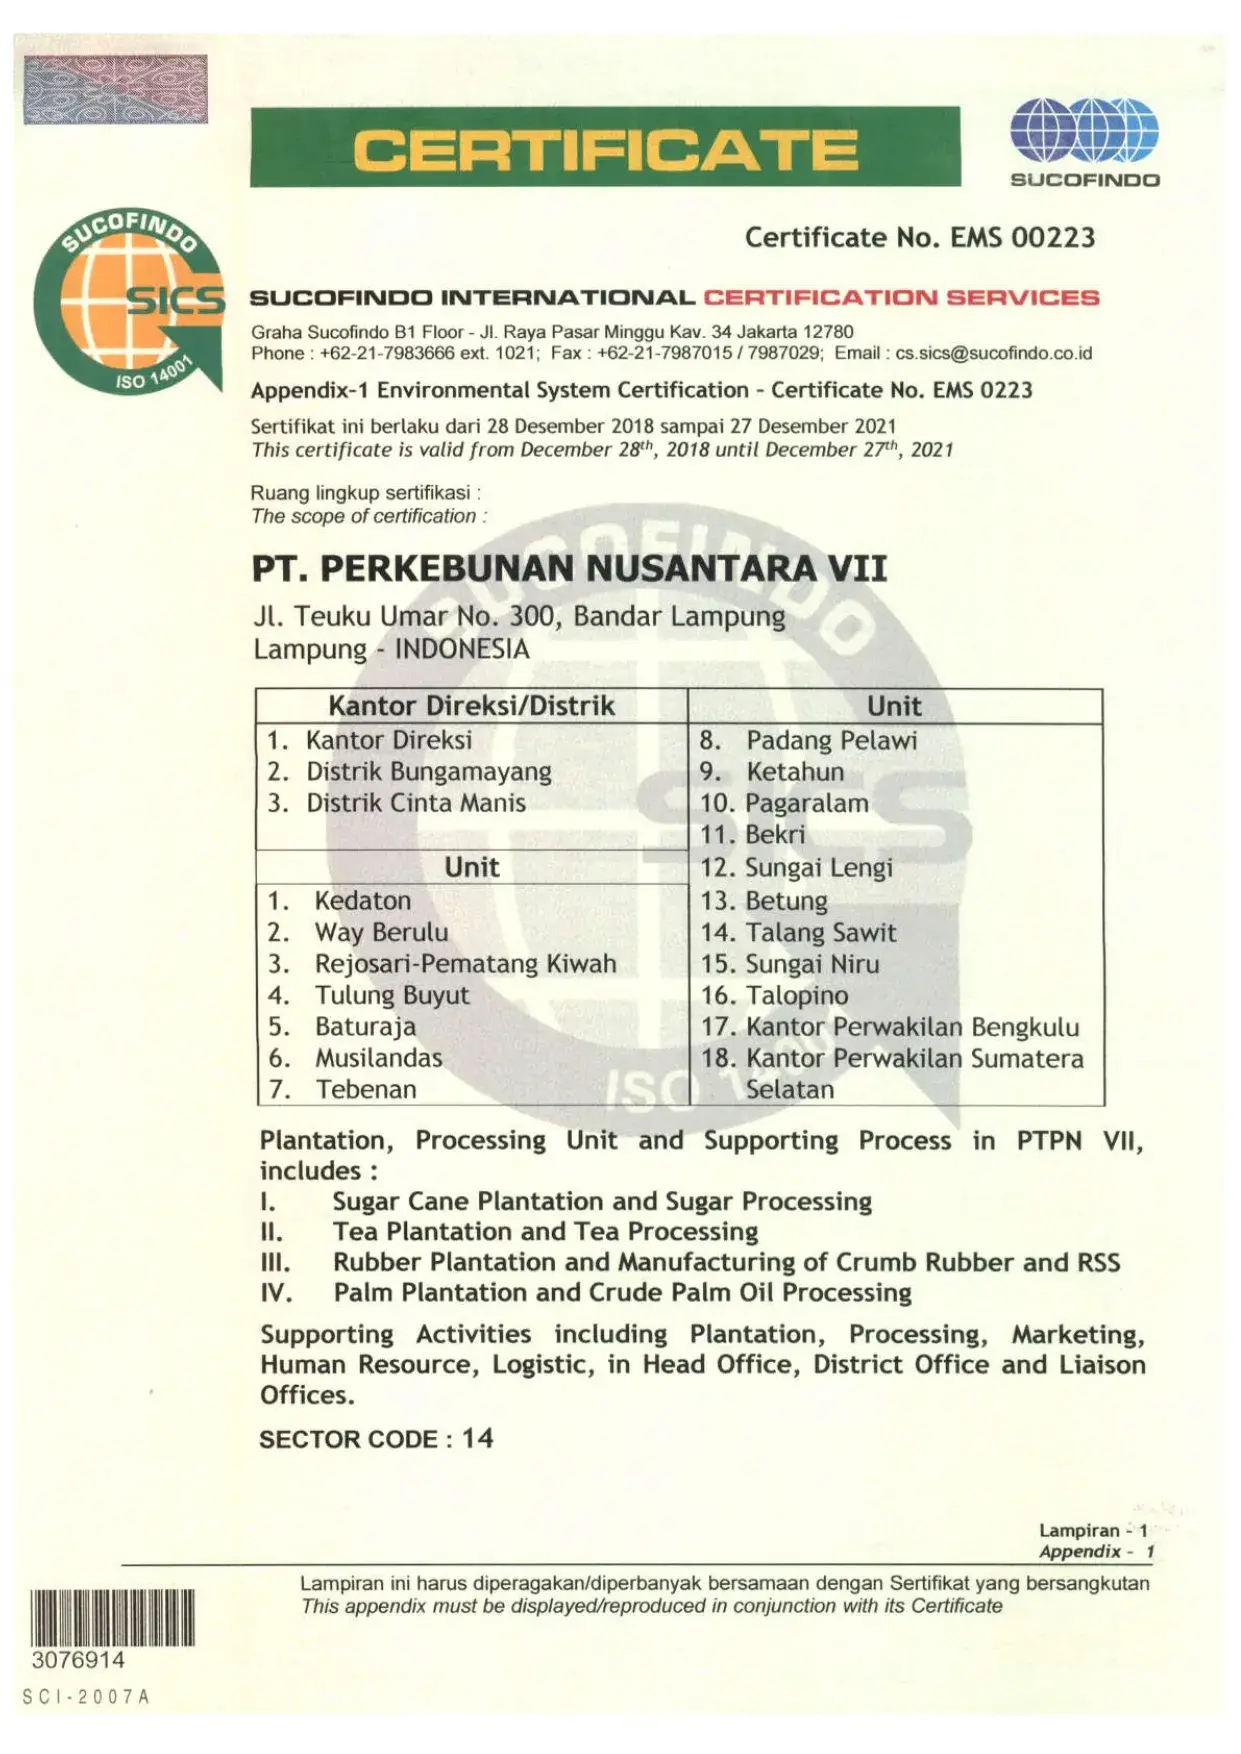 CERTIFICATE
SUCOFINDO
SUCOFINDO
SICS
ISO 14001
Certificate No. EMS 00223
SUCOFINDO INTERNATIONAL CERTIFICATION SERVICES
Graha Sucofindo B1 Floor - Jl. Raya Pasar Minggu Kav. 34 Jakarta 12780
Phone : +62-21-7983666 ext. 1021; Fax : +62-21-7987015 / 7987029; Email : cs.sics@sucofindo.co.id
Appendix-1 Environmental System Certification - Certificate No. EMS 0223
Sertifikat ini berlaku dari 28 Desember 2018 sampai 27 Desember 2021
This certificate is valid from December 28th, 2018 until December 27th, 2021
Ruang lingkup sertifikasi :
The scope of certification :
PT. PERKEBUNAN NUSANTARA VII
Jl. Teuku Umar No. 300, Bandar Lampung
Lampung - INDONESIA
Kantor Direksi/Distrik
1. Kantor Direksi
2. Distrik Bungamayang
3. Distrik Cinta Manis
Unit
1. Kedaton
2. Way Berulu
3. Rejosari-Pematang Kiwah
4. Tulung Buyut
5. Baturaja
6. Musilandas
7. Tebenan
Unit
8. Padang Pelawi
9. Ketahun
10. Pagaralam
11. Bekri
12. Sungai Lengi
13. Betung
14. Talang Sawit
15. Sungai Niru
16. Talopino
17. Kantor Perwakilan Bengkulu
18. Kantor Perwakilan Sumatera
Selatan
SUCOFINDO
SICS
ISO 14001
Plantation, Processing Unit and Supporting Process in PTPN VII,
includes :
I. Sugar Cane Plantation and Sugar Processing
II. Tea Plantation and Tea Processing
III. Rubber Plantation and Manufacturing of Crumb Rubber and RSS
IV. Palm Plantation and Crude Palm Oil Processing
Supporting Activities including Plantation, Processing, Marketing,
Human Resource, Logistic, in Head Office, District Office and Liaison
Offices.
SECTOR CODE : 14
Lampiran - 1
Appendix - 1
Lampiran ini harus diperagakan/diperbanyak bersamaan dengan Sertifikat yang bersangkutan
This appendix must be displayed/reproduced in conjunction with its Certificate
3076914
SCI-2007A